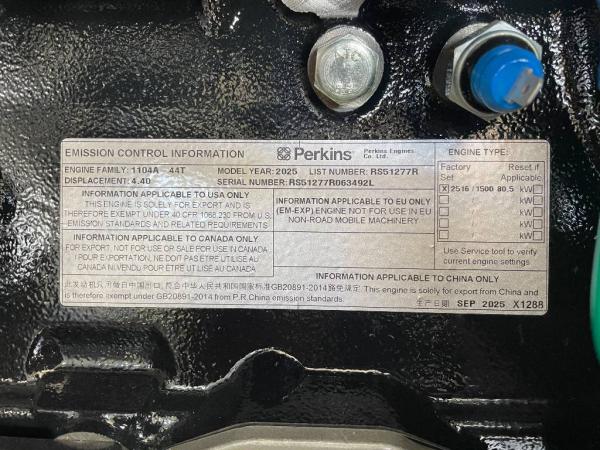 EMISSION CONTROL INFORMATION Perkins Perkins Engines Co. Ltd. ENGINE TYPE:
ENGINE FAMILY: 1104A_ 44T MODEL YEAR: 2025 LIST NUMBER: RS51277R
DISPLACEMENT: 4.40 SERIAL NUMBER: RS51277R063492L
Factory Set Reset if Applicable
X 2516 / 1500 80.5 kW
/ kW
/ kW
/ kW
/ kW
Use Service tool to verify
current engine settings
INFORMATION APPLICABLE TO USA ONLY
THIS ENGINE IS SOLELY FOR EXPORT AND IS
THEREFORE EXEMPT UNDER 40 CFR 1068.230 FROM U.S.
EMISSION STANDARDS AND RELATED REQUIREMENTS
INFORMATION APPLICABLE TO EU ONLY
(EM-EXP) ENGINE NOT FOR USE IN EU
NON-ROAD MOBILE MACHINERY
INFORMATION APPLICABLE TO CANADA ONLY
FOR EXPORT. NOT FOR USE OR SALE FOR USE IN CANADA
/ POUR EXPORTATION, NE DOIT PAS ETRE UTILISÉ AU
CANADA NI VENDU POUR ETRE UTILISÉ AU CANADA
INFORMATION APPLICABLE TO CHINA ONLY
此发动机只用做自中国出口, 符合中华人民共和国国家标准GB20891-2014豁免规定. This engine is solely for export from China and
is therefore exempt under GB20891-2014 from P.R.China emission standards.
生产日期 SEP 2025 X1288